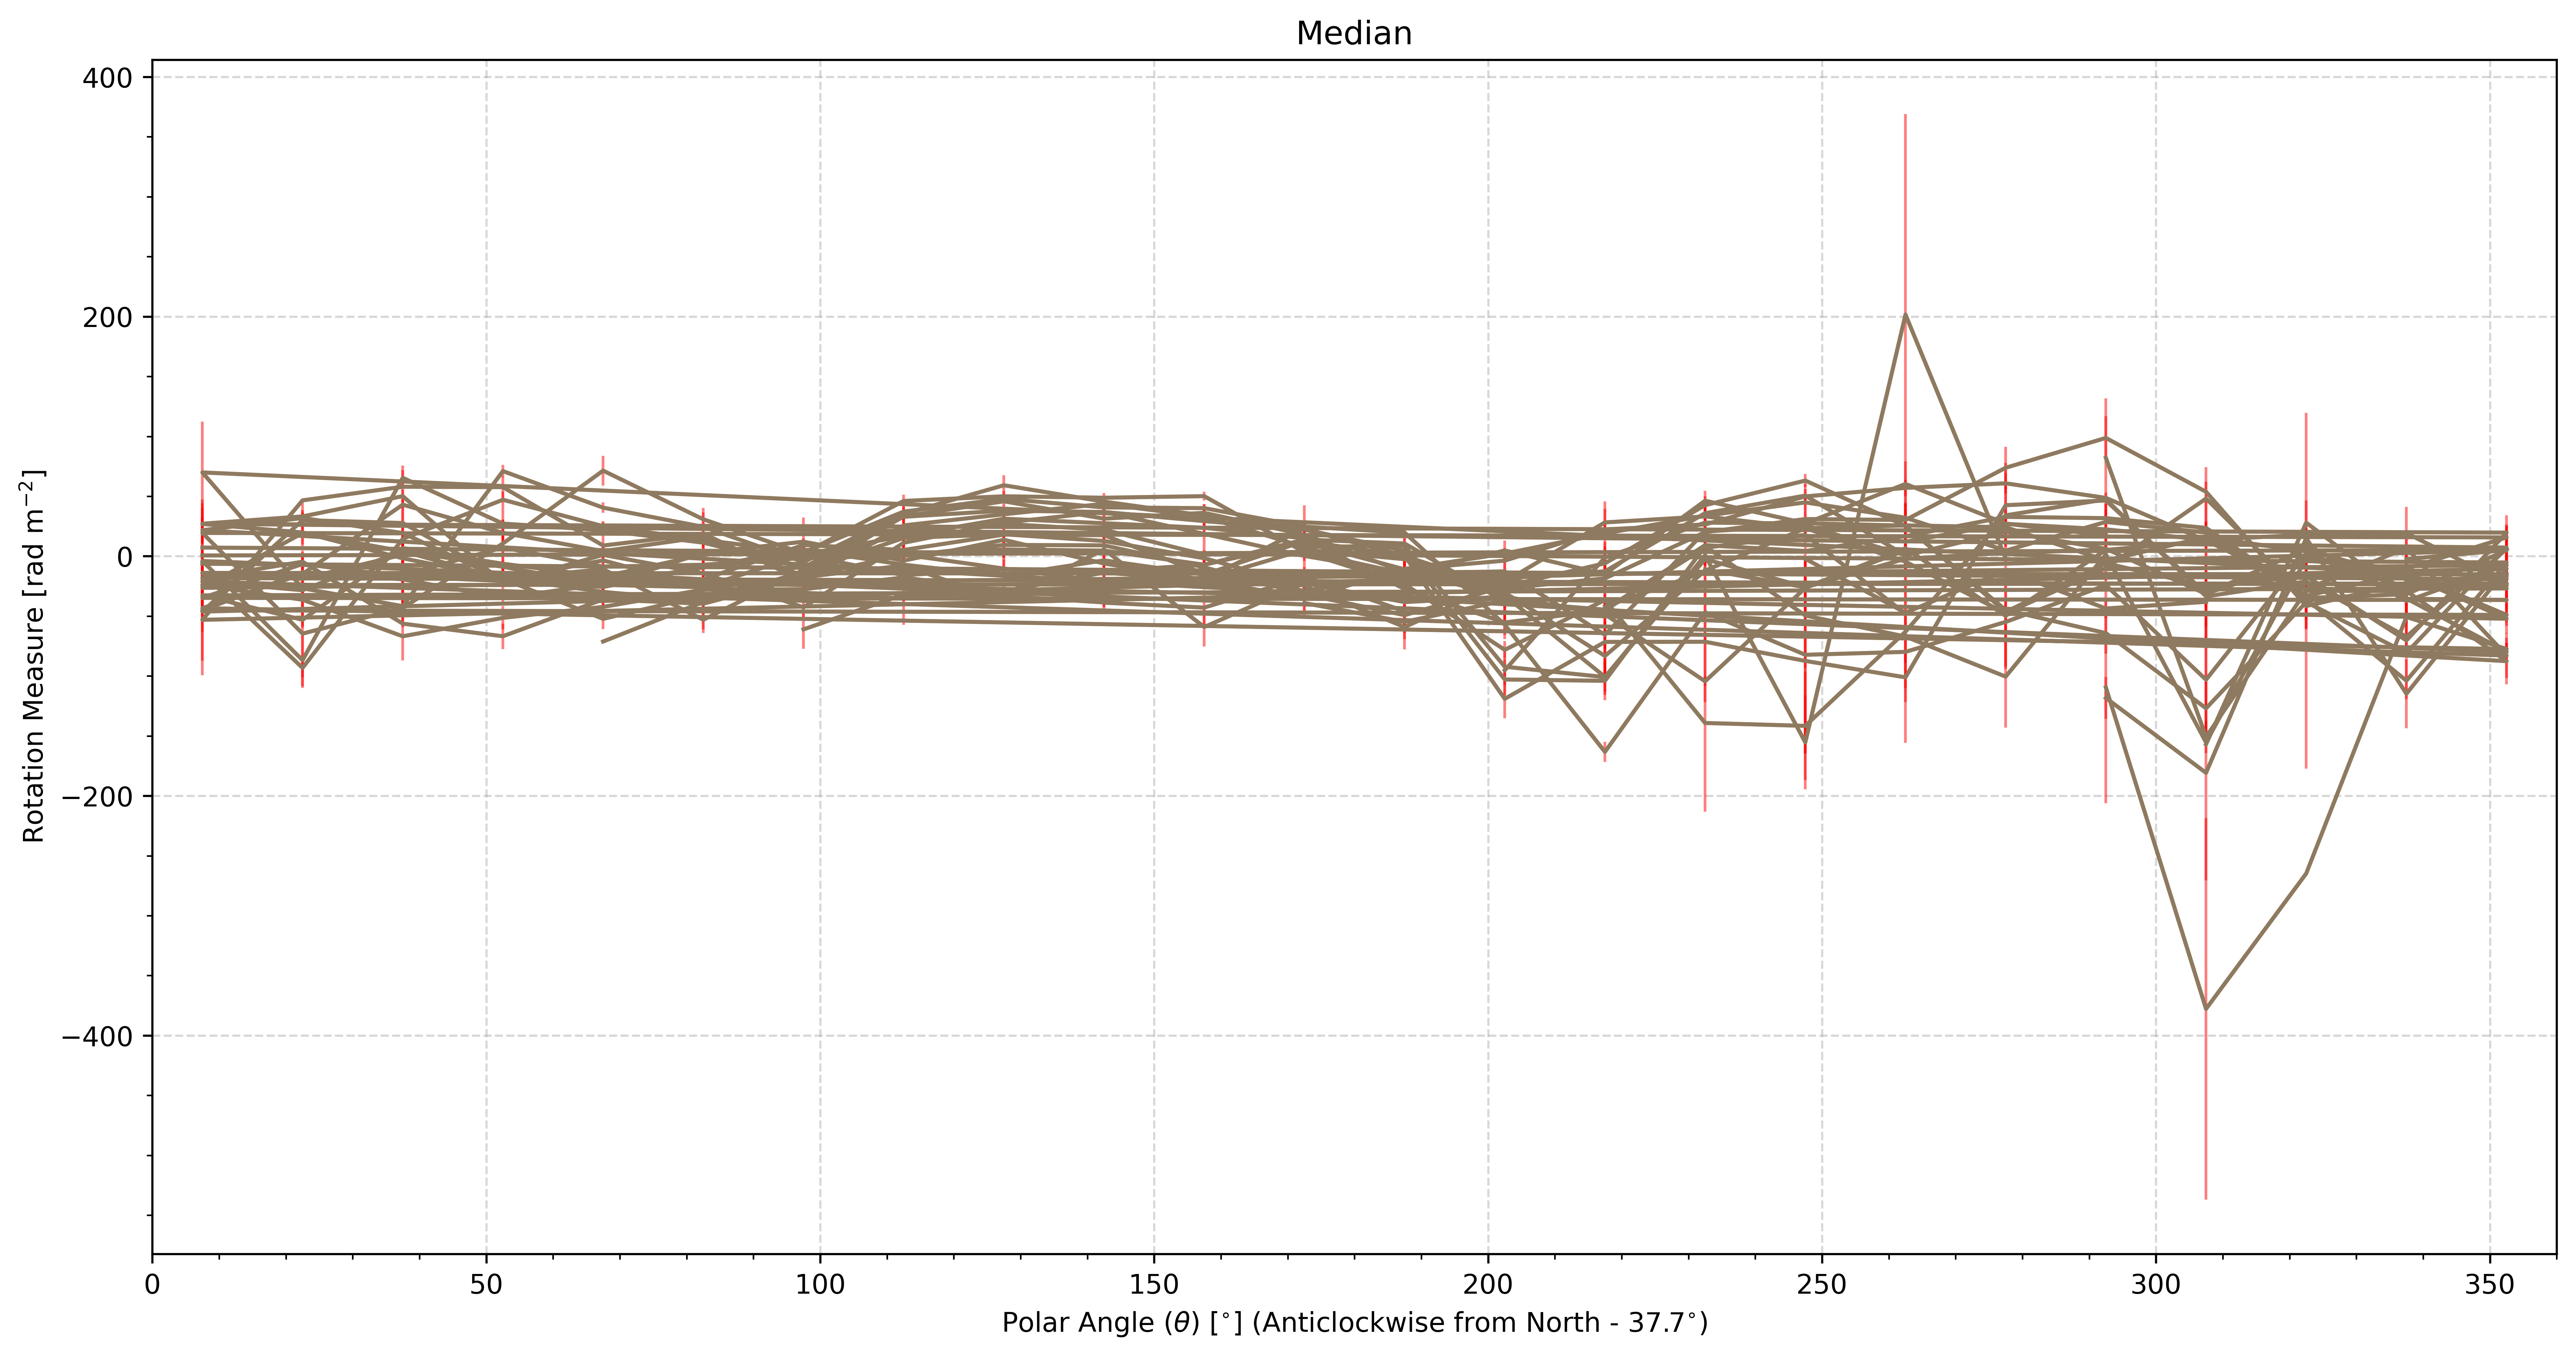 Median
400
200
0
−200
−400
Rotation Measure [rad m⁻²]
0 50 100 150 200 250 300 350
Polar Angle (θ) [°] (Anticlockwise from North - 37.7°)